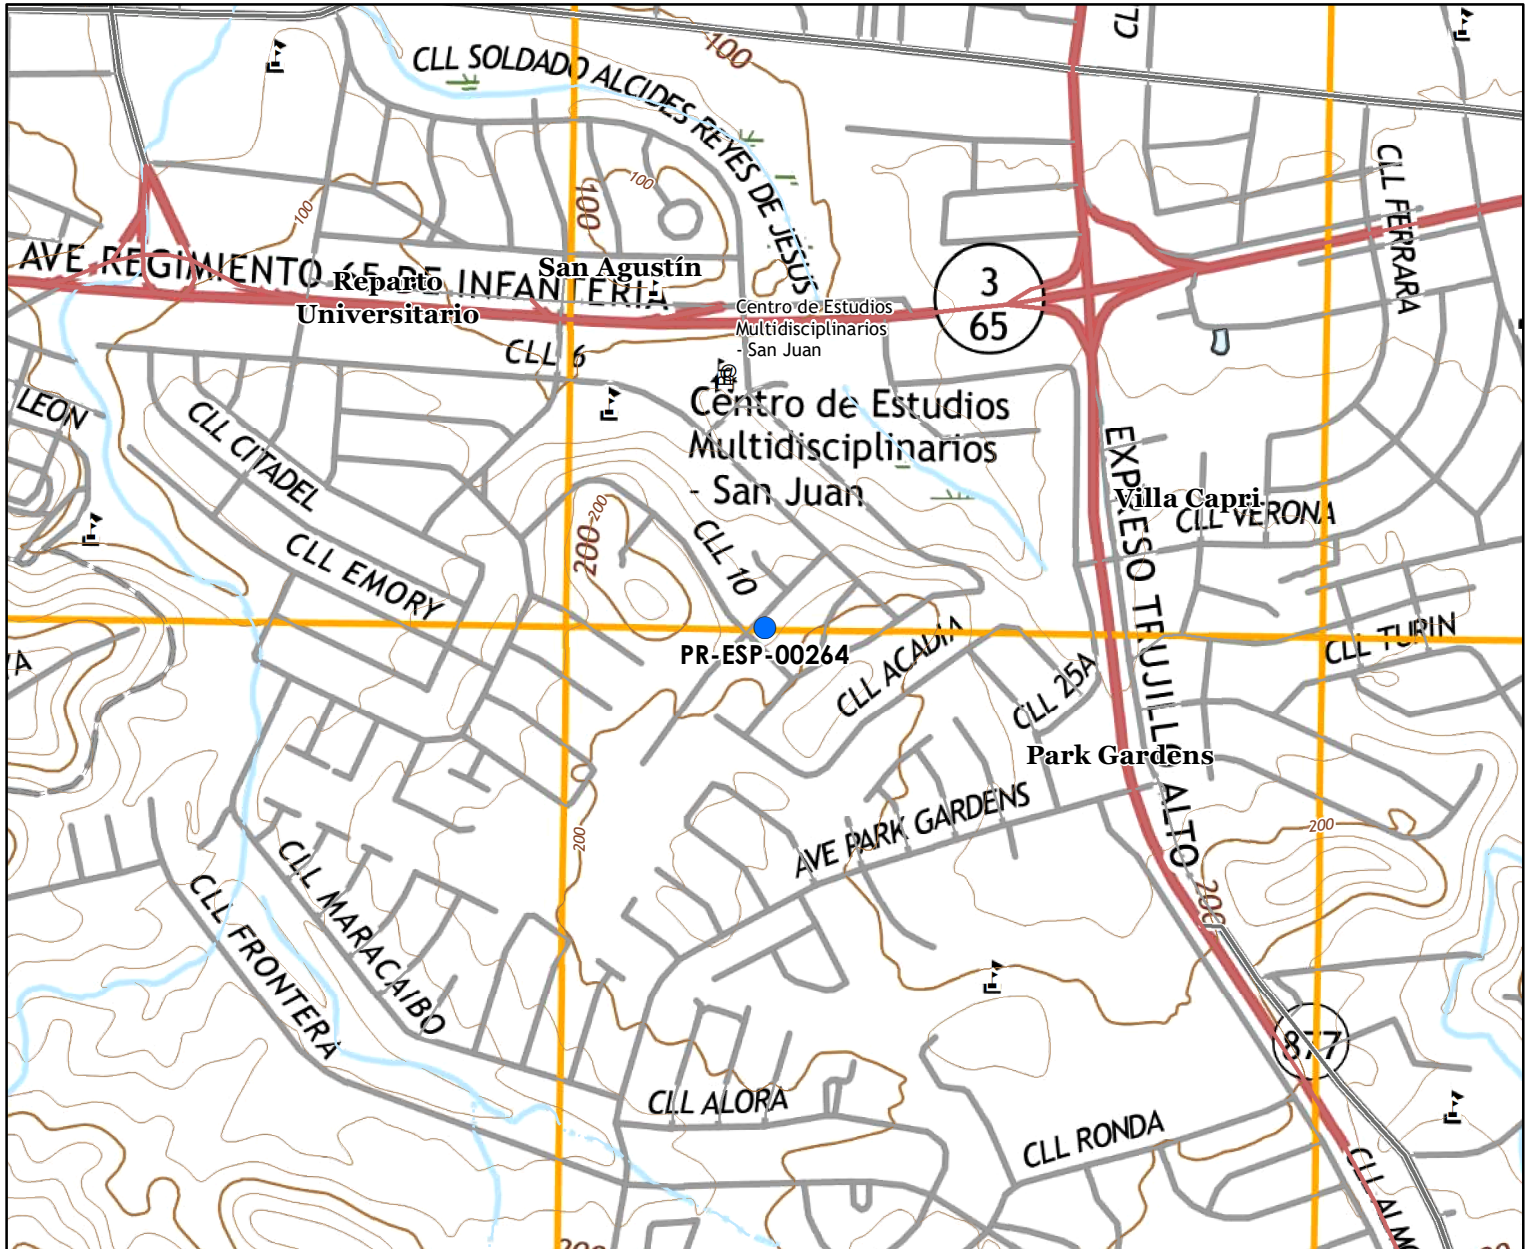 CLL SOLDADO ALCIDES REYES DE JESUS
100
CLL FERRARA
100
100
100
AVE REGIMIENTO 65 DE INFANTERIA
San Agustín
Reparto
Universitario
3
65
Centro de Estudios
Multidisciplinarios
- San Juan
CLL 6
Centro de Estudios
Multidisciplinarios
- San Juan
LEON
CLL CITADEL
EXPRESO TRUJILLO ALTO
Villa Capri
CLL VERONA
200
200
CLL 10
CLL EMORY
PR-ESP-00264
CLL ACADIA
CLL TURIN
CLL 25A
Park Gardens
AVE PARK GARDENS
200
200
200
CLL MARACAIBO
CLL FRONTERA
877
CLL ALORA
CLL RONDA